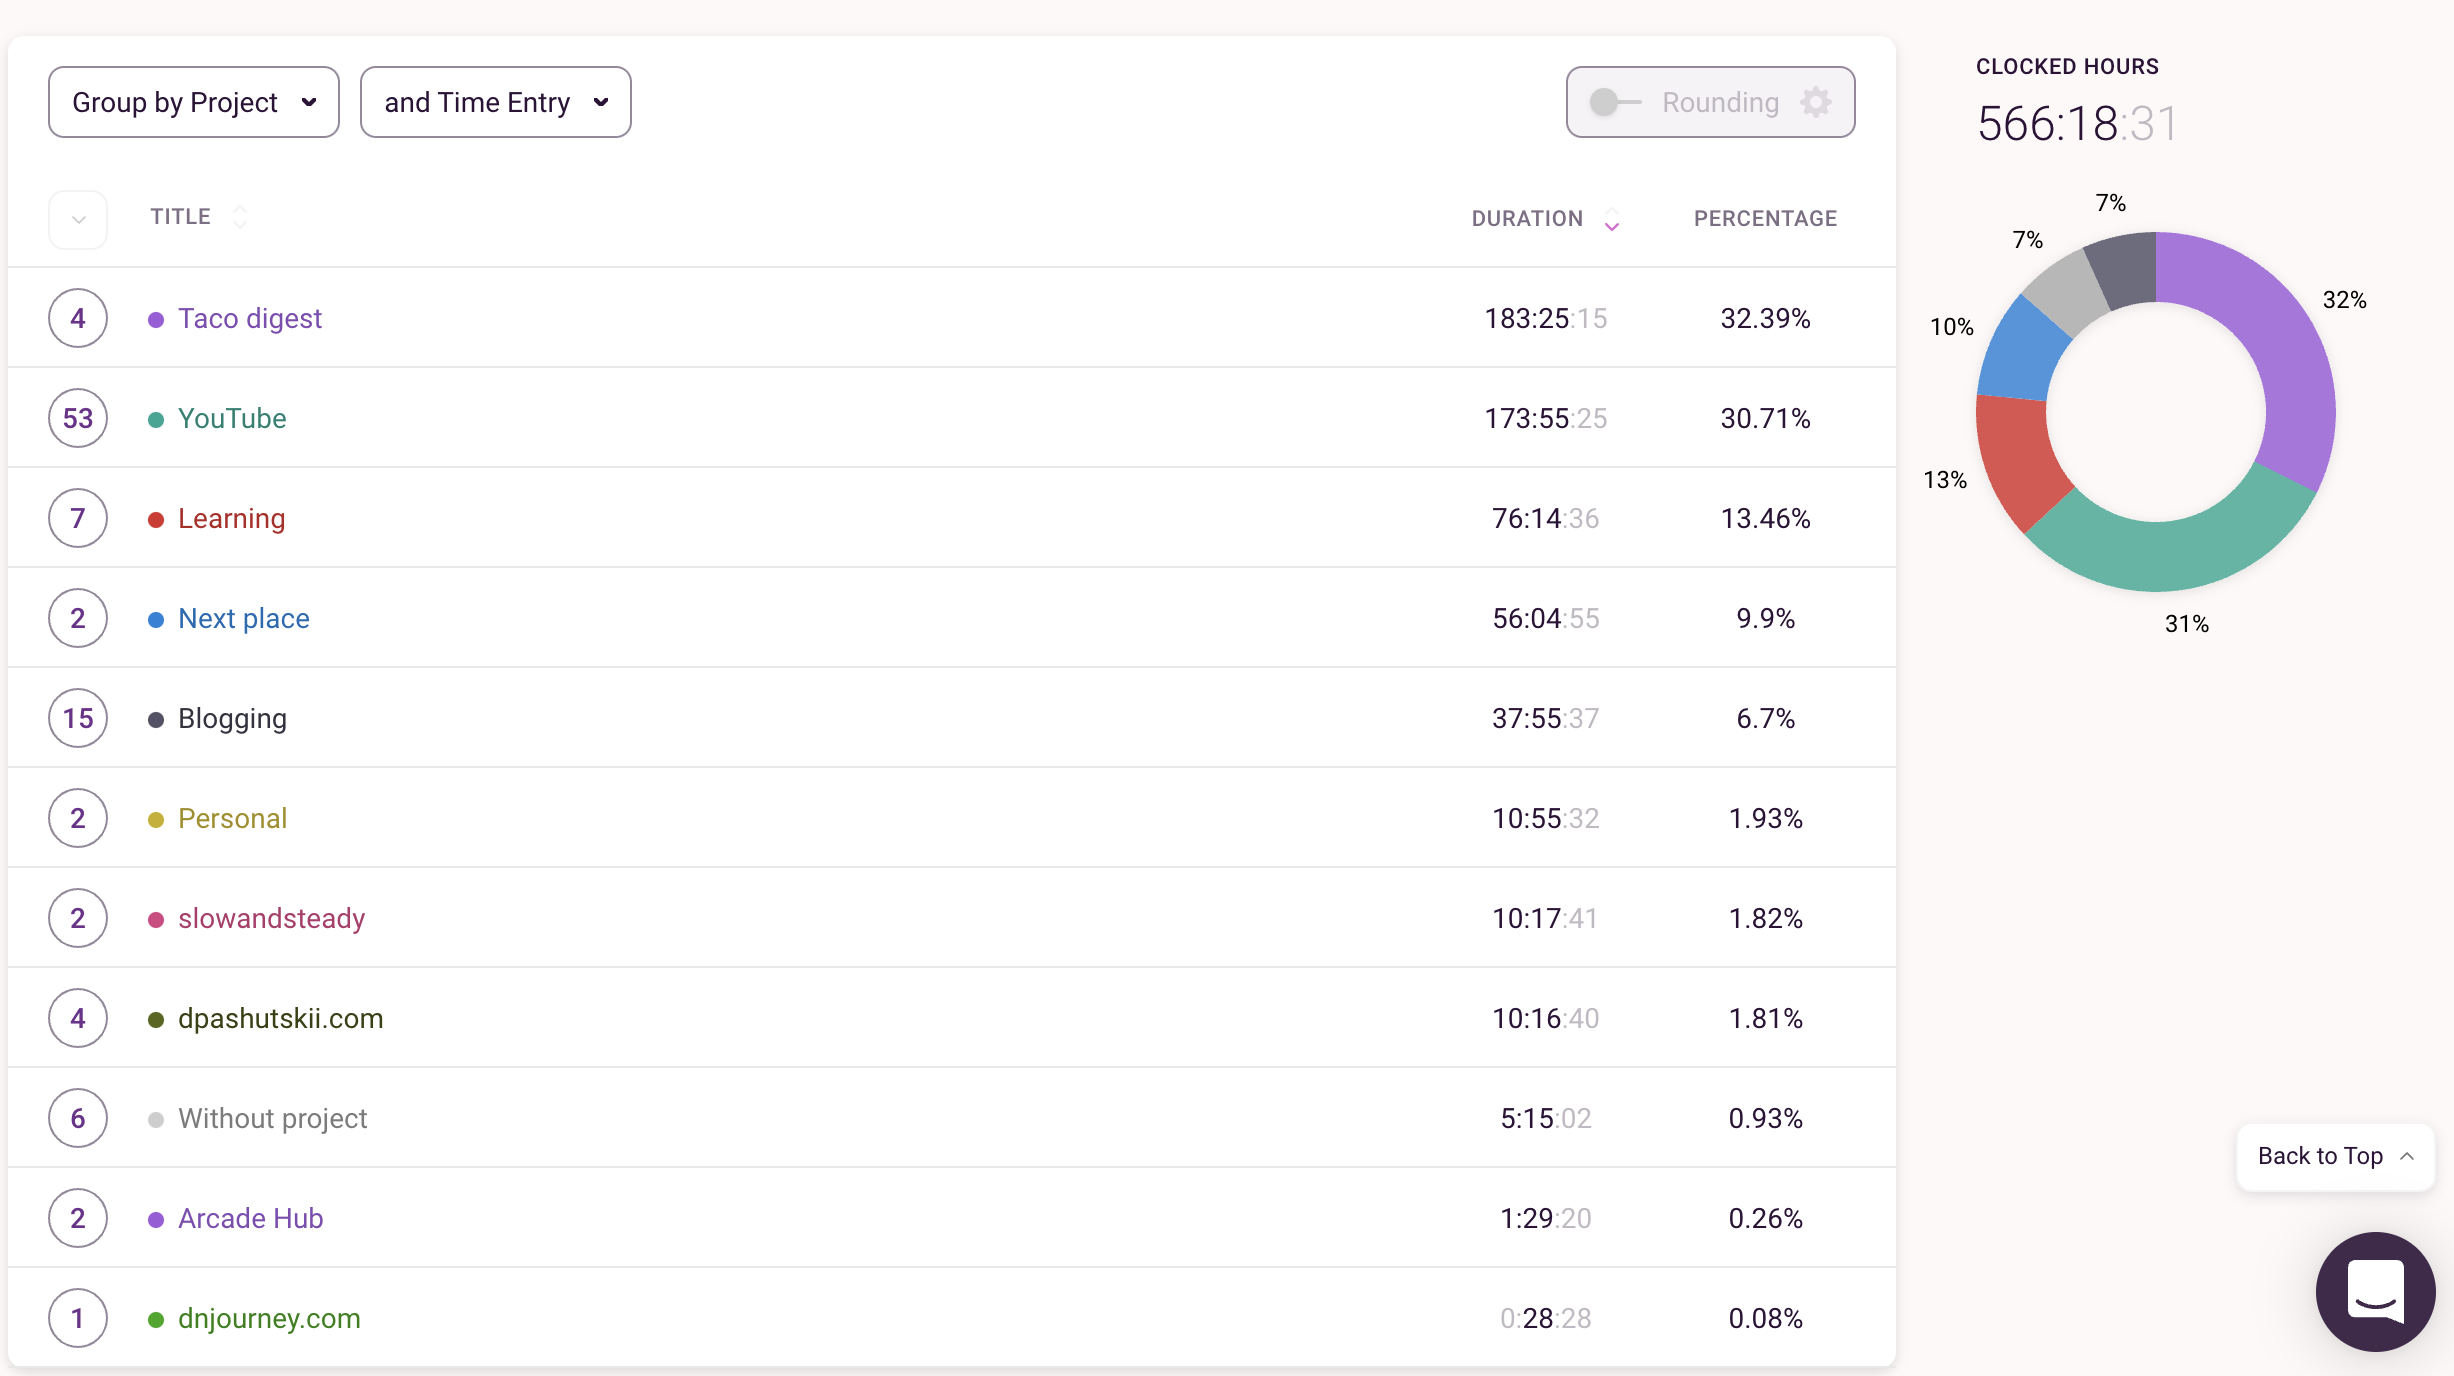 Group by Project and Time Entry Rounding
TITLE DURATION PERCENTAGE
4 Taco digest 183:25:15 32.39%
53 YouTube 173:55:25 30.71%
7 Learning 76:14:36 13.46%
2 Next place 56:04:55 9.9%
15 Blogging 37:55:37 6.7%
2 Personal 10:55:32 1.93%
2 slowandsteady 10:17:41 1.82%
4 dpashutskii.com 10:16:40 1.81%
6 Without project 5:15:02 0.93%
2 Arcade Hub 1:29:20 0.26%
1 dnjourney.com 0:28:28 0.08%
CLOCKED HOURS
566:18:31
7%
7%
32%
10%
13%
31%
Back to Top